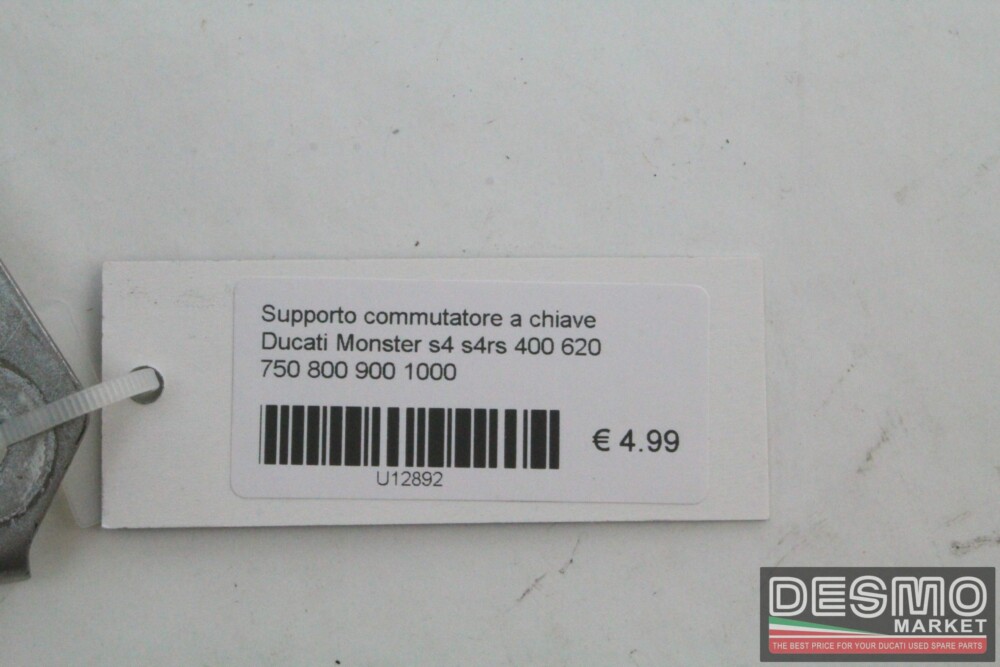 Supporto commutatore a chiave
Ducati Monster s4 s4rs 400 620
750 800 900 1000
€ 4.99
U12892
DESMO
MARKET
THE BEST PRICE FOR YOUR DUCATI USED SPARE PARTS